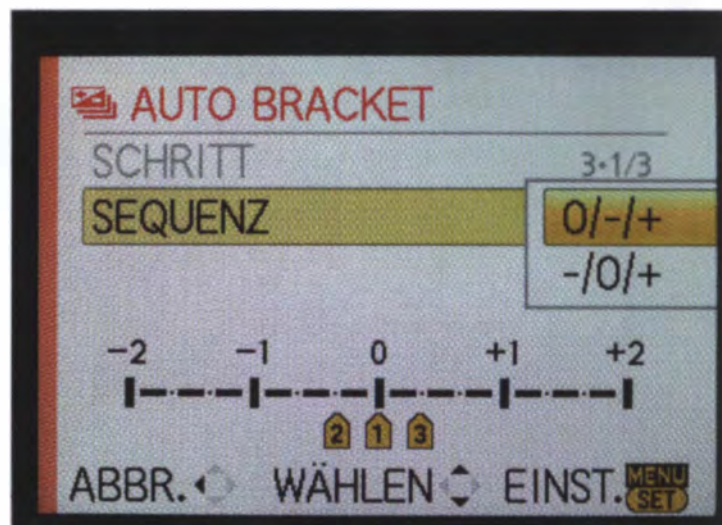 AUTO BRACKET
SCHRITT 3•1/3
SEQUENZ 0/-/+
-/0/+
−2 −1 0 +1 +2
2 1 3
ABBR. WÄHLEN EINST. MENU
SET